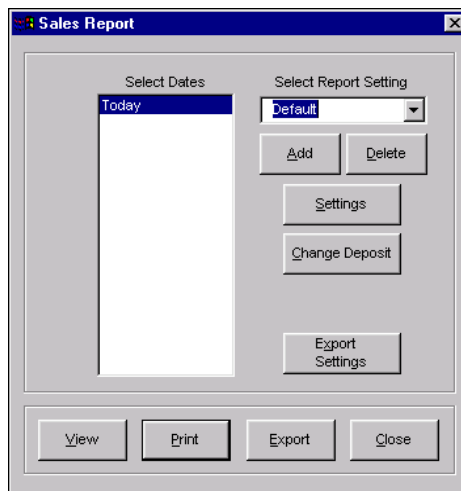 Sales Report
Select Dates
Today
Select Report Setting
Default
Add
Delete
Settings
Change Deposit
Export
Settings
View
Print
Export
Close